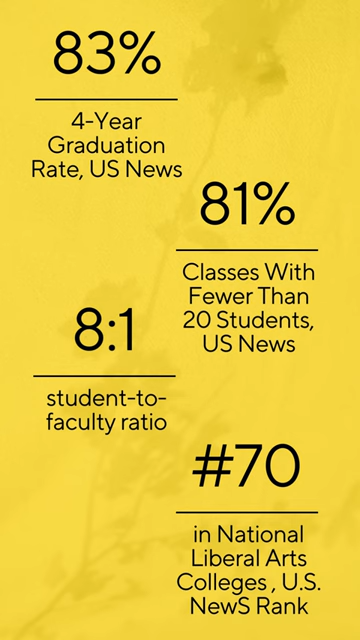 83%
4-Year
Graduation
Rate, US News
81%
Classes With
Fewer Than
20 Students,
US News
8:1
student-to-
faculty ratio
#70
in National
Liberal Arts
Colleges , U.S.
NewS Rank